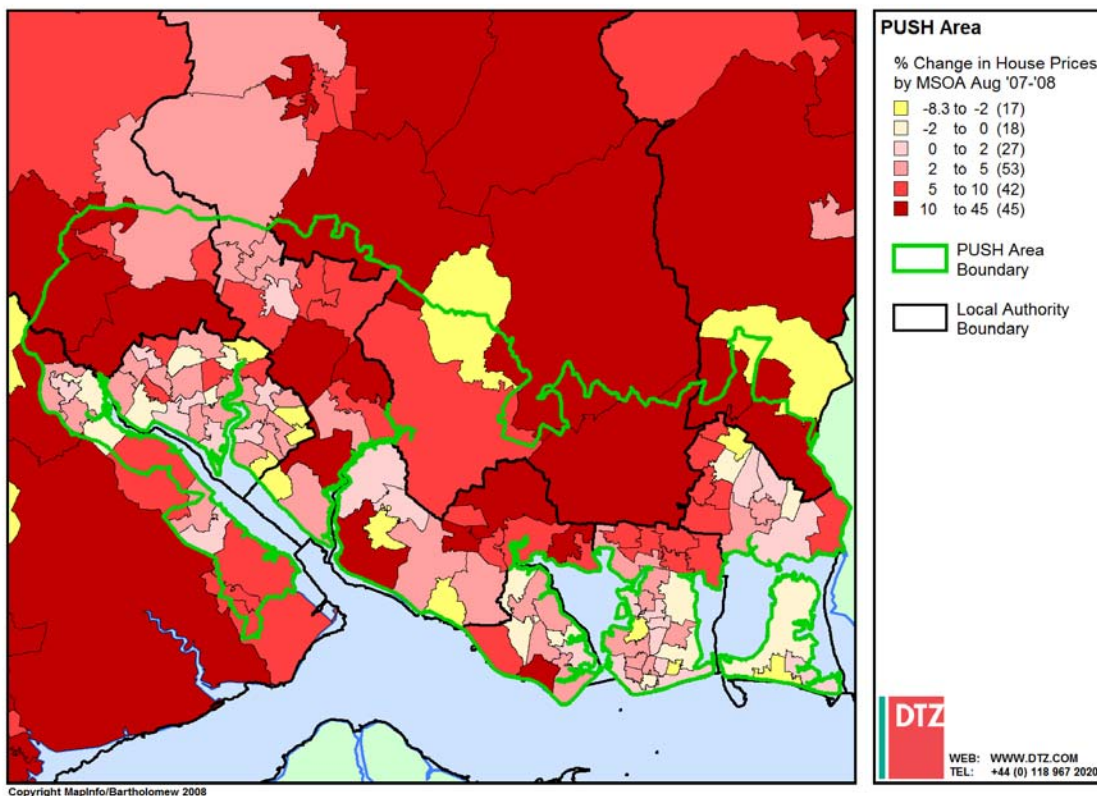 PUSH Area
% Change in House Prices
by MSOA Aug '07-'08
-8.3 to -2 (17)
-2 to 0 (18)
0 to 2 (27)
2 to 5 (53)
5 to 10 (42)
10 to 45 (45)
PUSH Area
Boundary
Local Authority
Boundary
DTZ
WEB: WWW.DTZ.COM
TEL: +44 (0) 118 967 2020
Copyright MapInfo/Bartholomew 2008